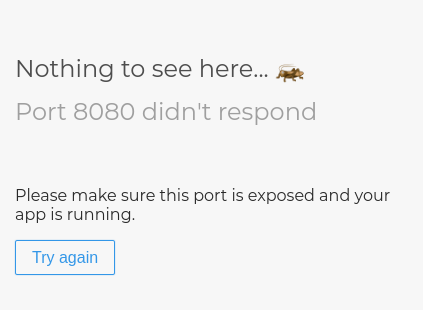 Nothing to see here... 🦗
Port 8080 didn't respond
Please make sure this port is exposed and your
app is running.
Try again